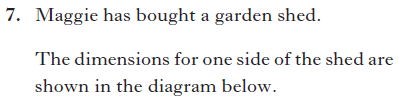 7. Maggie has bought a garden shed.
The dimensions for one side of the shed are
shown in the diagram below.